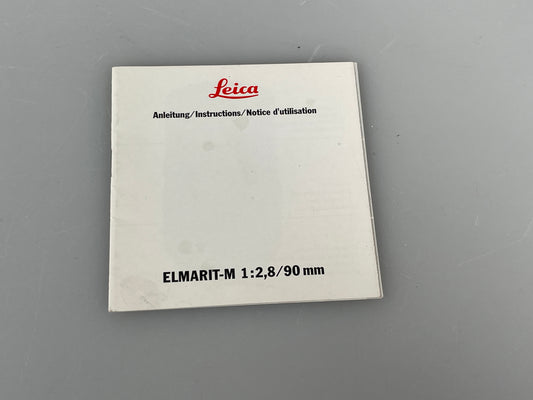 Leica
Anleitung/Instructions/Notice d'utilisation
ELMARIT-M 1:2,8/90 mm